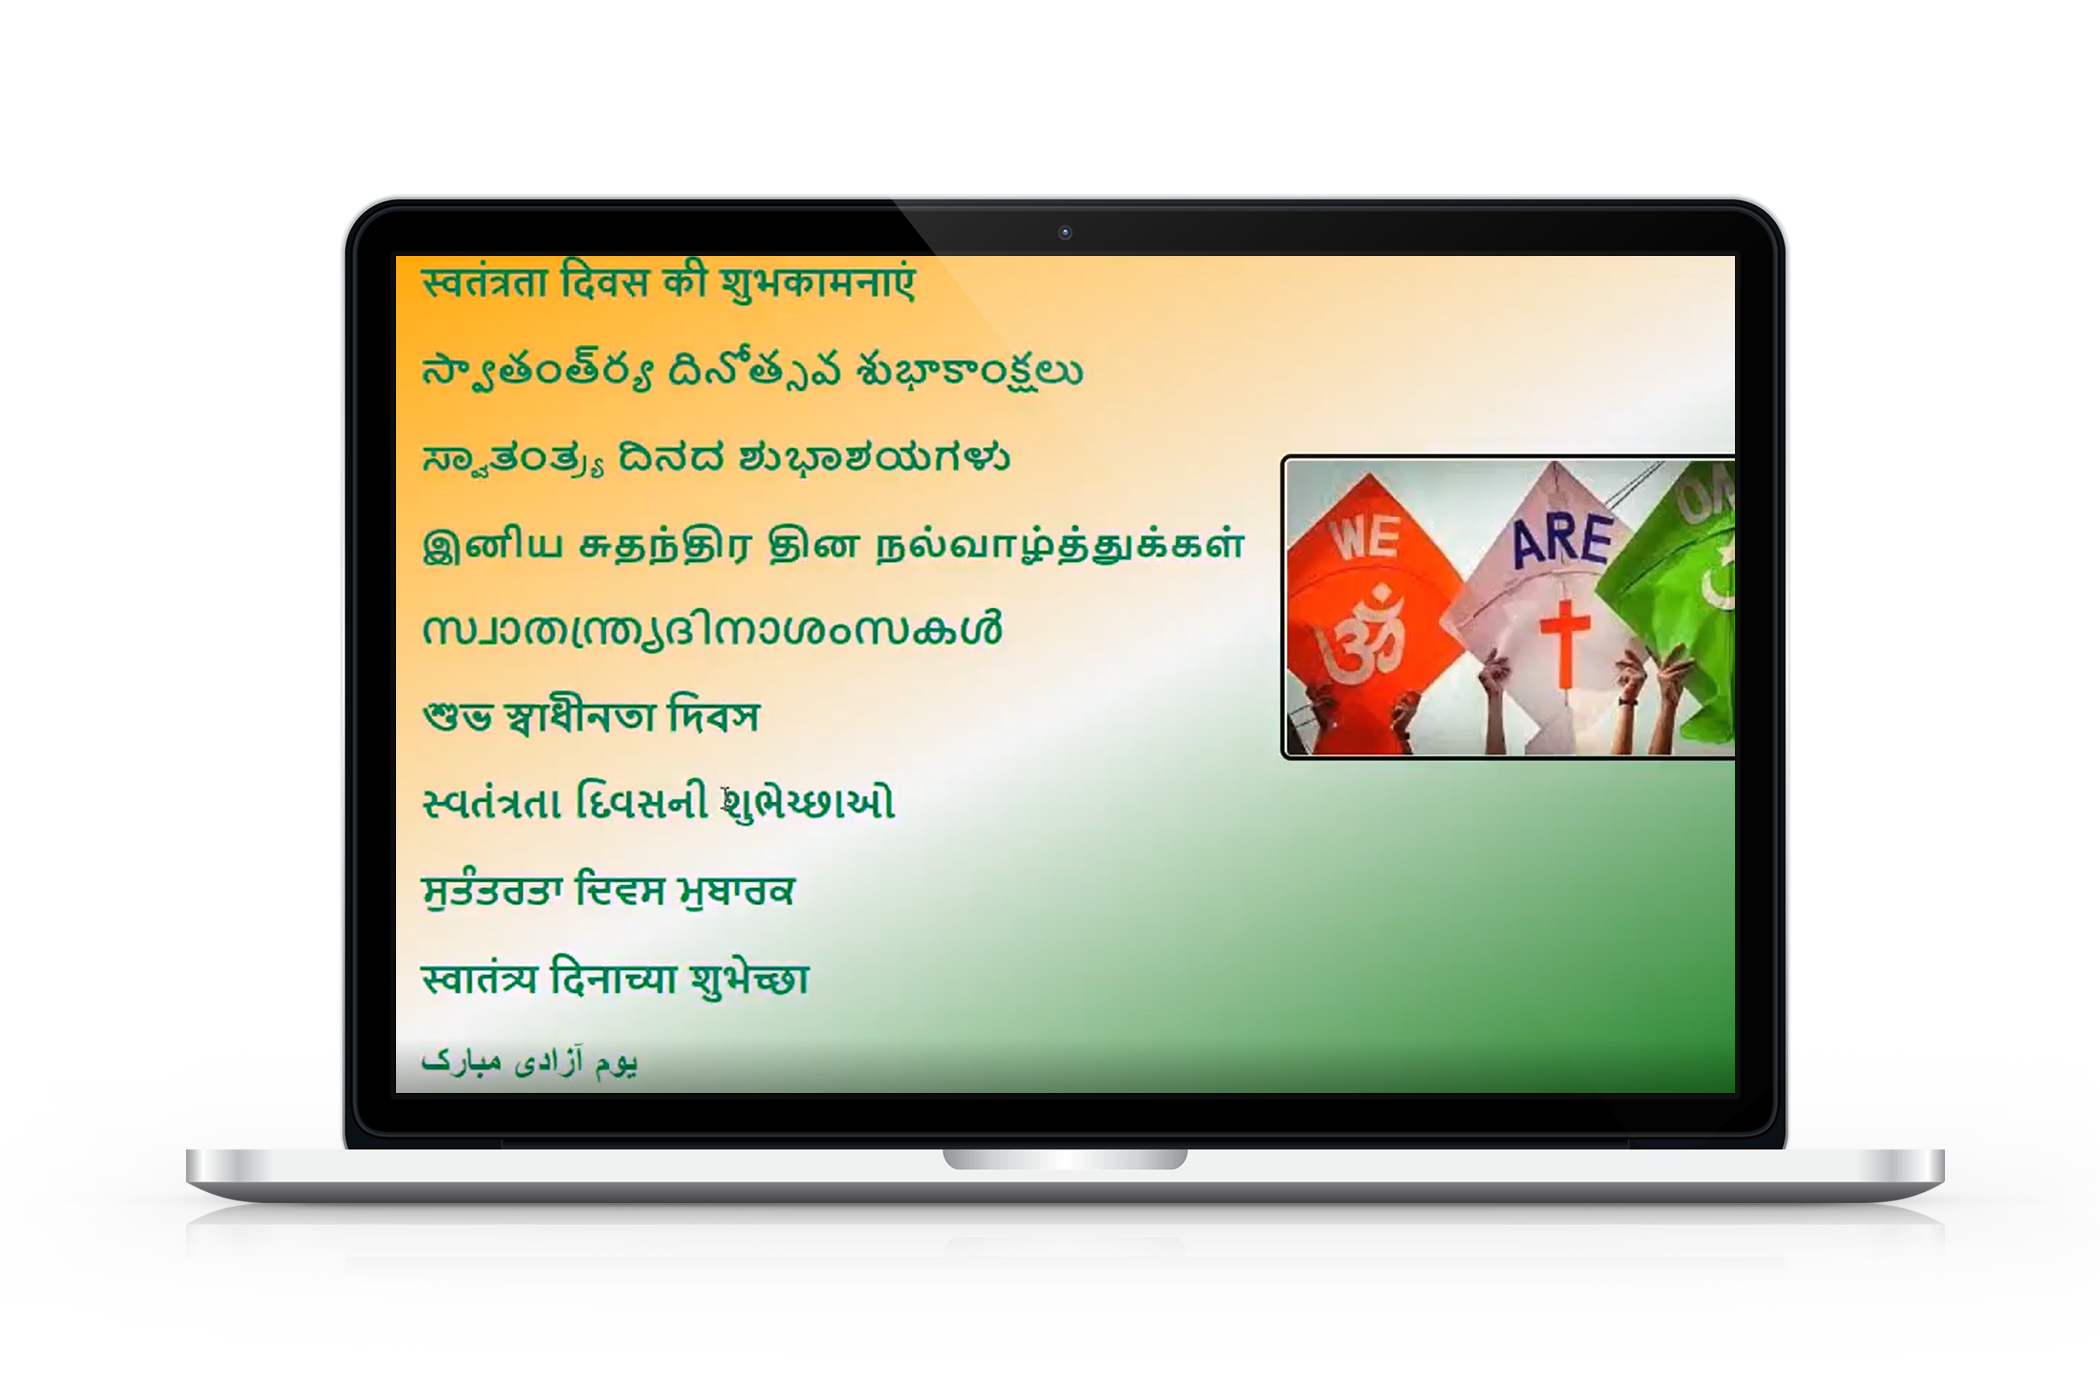 स्वतंत्रता दिवस की शुभकामनाएं
స్వాతంత్ర్య దినోత్సవ శుభాకాంక్షలు
ಸ್ವಾತಂತ್ರ್ಯ ದಿನದ ಶುಭಾಶಯಗಳು
இனிய சுதந்திர தின நல்வாழ்த்துக்கள்
സ്വാതന്ത്ര്യദിനാശംസകൾ
শুভ স্বাধীনতা দিবস
સ્વતંત્રતા દિવસની શુભેચ્છાઓ
ਸੁਤੰਤਰਤਾ ਦਿਵਸ ਮੁਬਾਰਕ
स्वातंत्र्य दिनाच्या शुभेच्छा
یوم آزادی مبارک
WE ARE